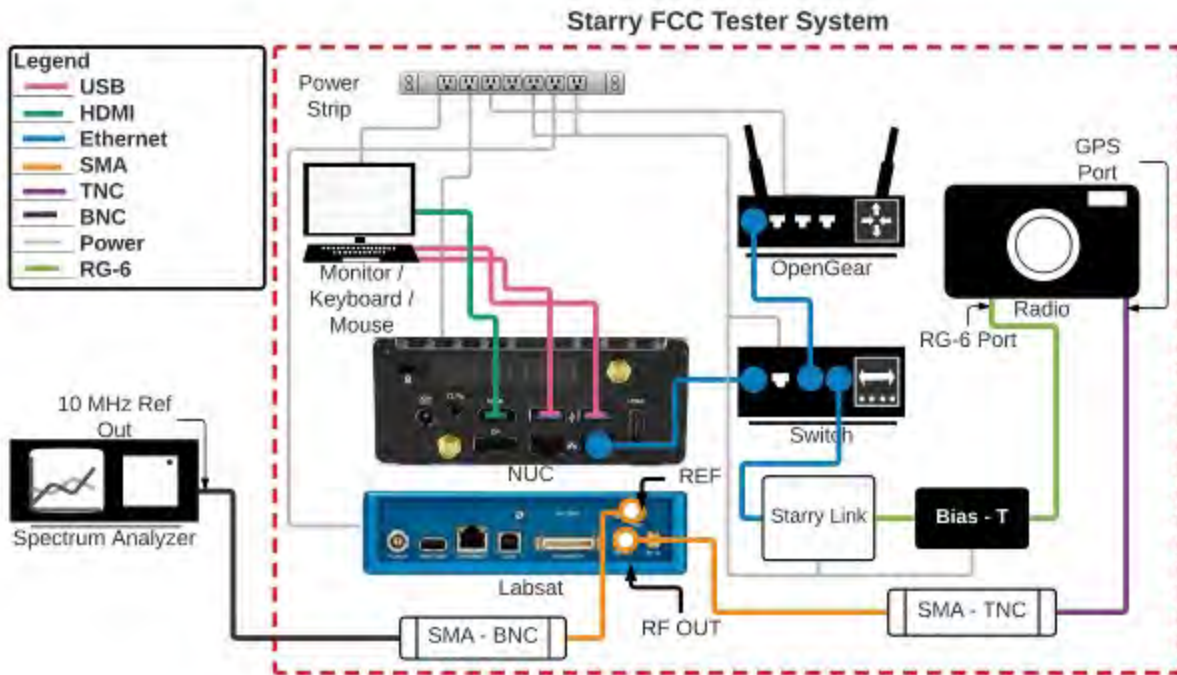 Starry FCC Tester System
Legend
USB
HDMI
Ethernet
SMA
TNC
BNC
Power
RG-6
Power
Strip
GPS
Port
Monitor /
Keyboard /
Mouse
OpenGear
Radio
RG-6 Port
10 MHz Ref
Out
Switch
NUC
REF
Spectrum Analyzer
Starry Link
Bias - T
Labsat
SMA - BNC
RF OUT
SMA - TNC